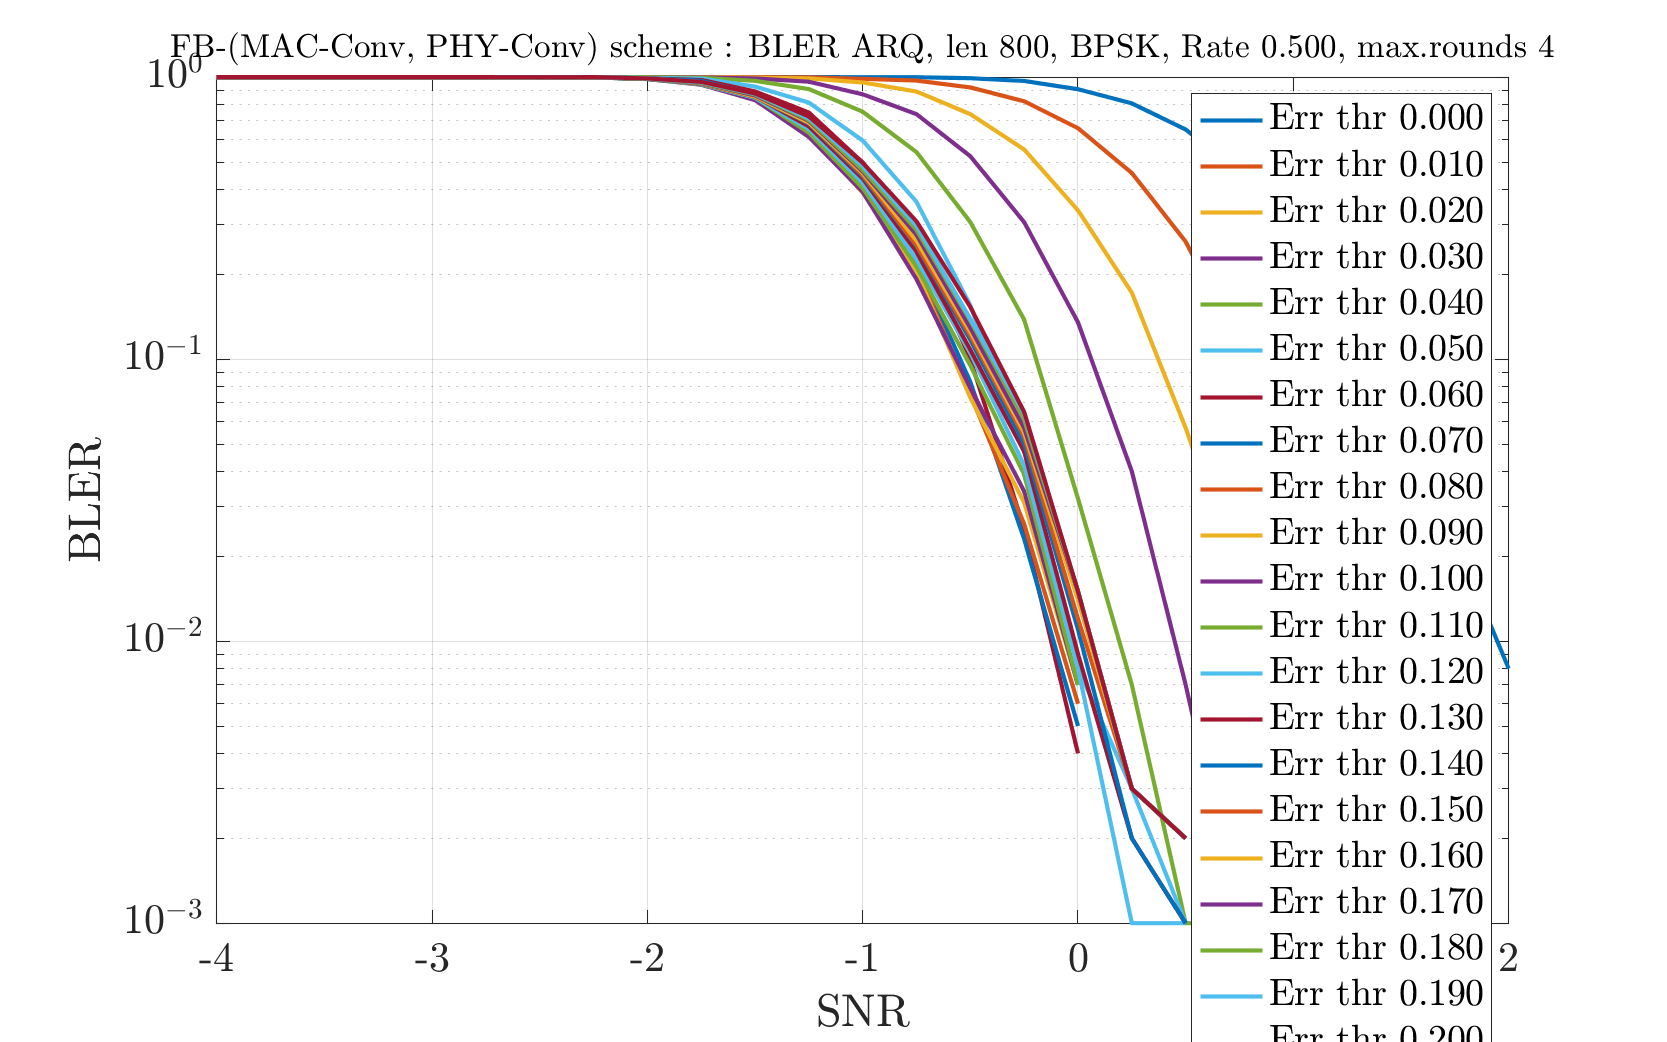 FB-(MAC-Conv, PHY-Conv) scheme : BLER ARQ, len 800, BPSK, Rate 0.500, max.rounds 4
10^0
10^-1
10^-2
10^-3
BLER
-4 -3 -2 -1 0 2
SNR
Err thr 0.000
Err thr 0.010
Err thr 0.020
Err thr 0.030
Err thr 0.040
Err thr 0.050
Err thr 0.060
Err thr 0.070
Err thr 0.080
Err thr 0.090
Err thr 0.100
Err thr 0.110
Err thr 0.120
Err thr 0.130
Err thr 0.140
Err thr 0.150
Err thr 0.160
Err thr 0.170
Err thr 0.180
Err thr 0.190
Err thr 0.200